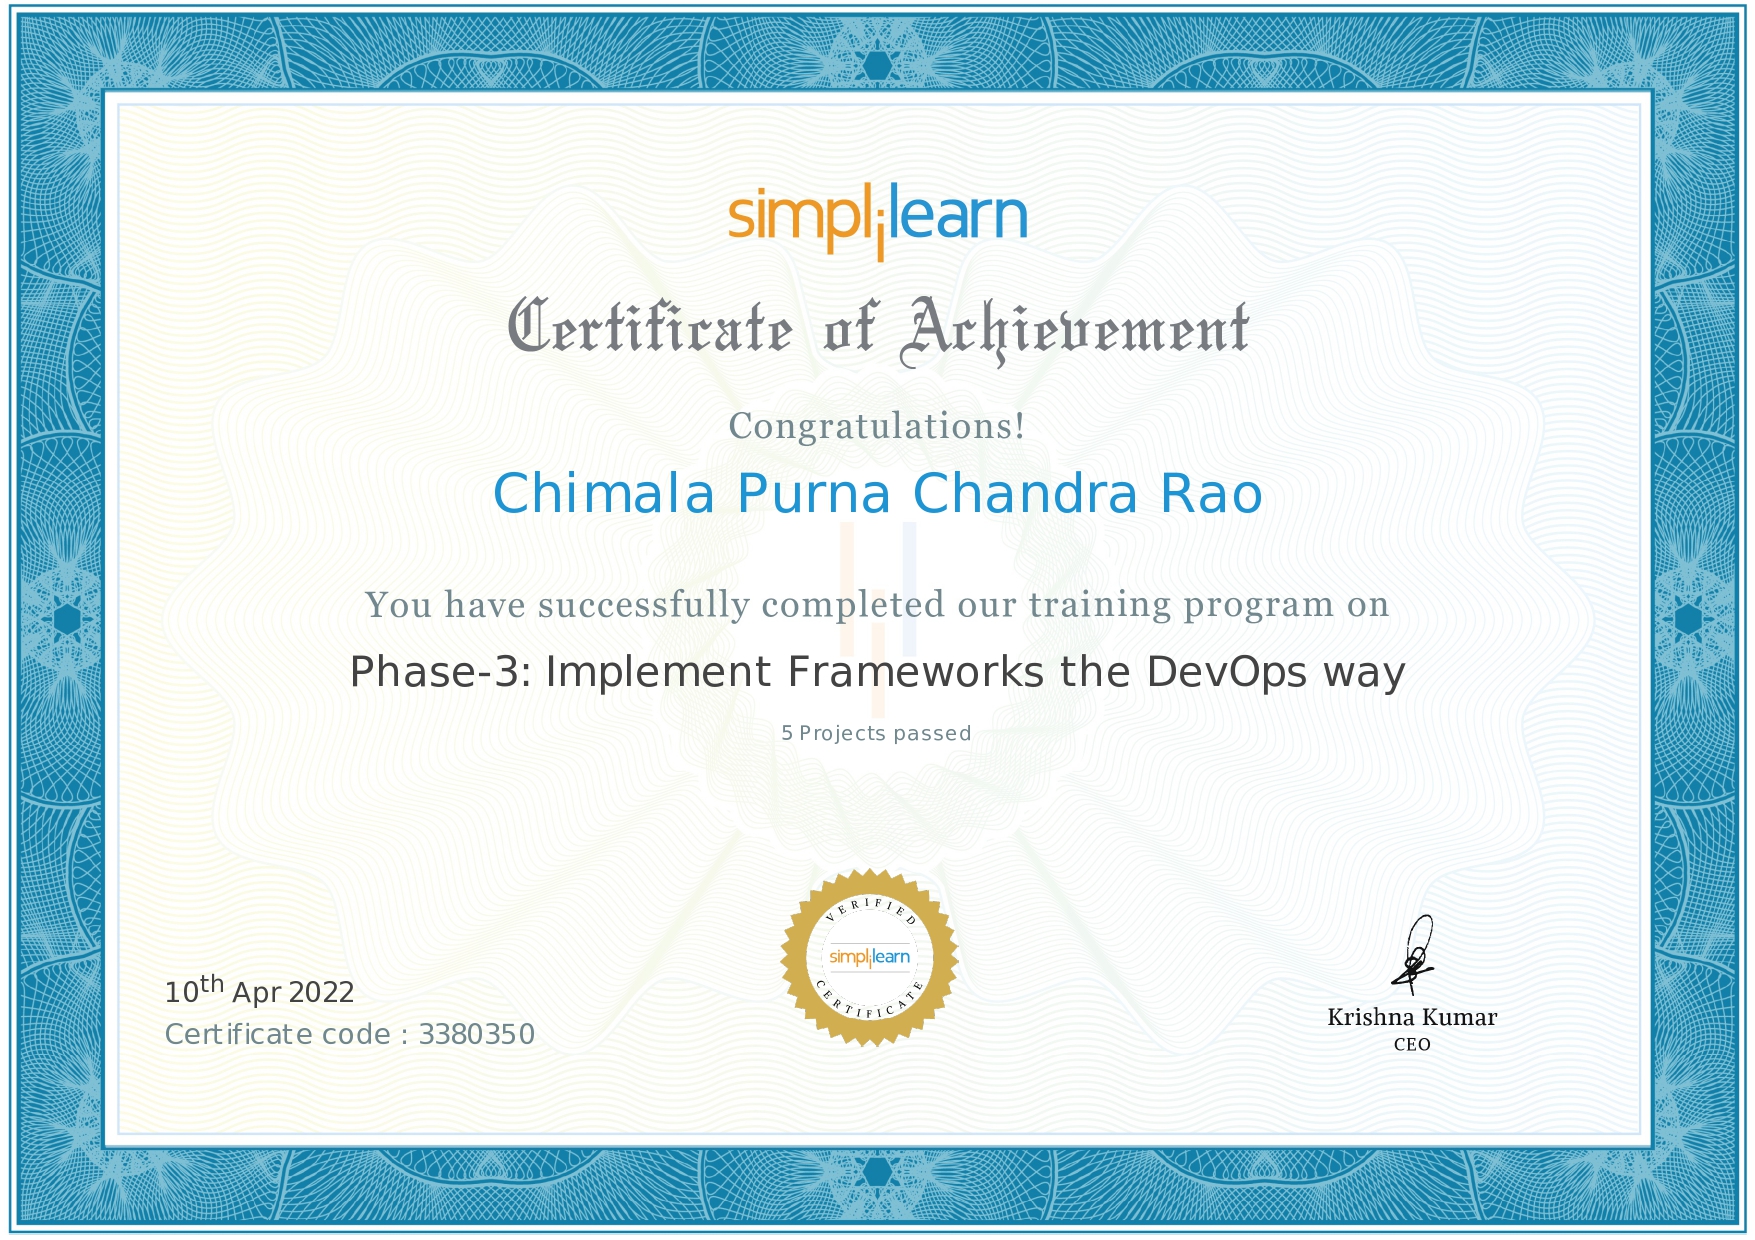 simplilearn
Certificate of Achievement
Congratulations!
Chimala Purna Chandra Rao
You have successfully completed our training program on
Phase-3: Implement Frameworks the DevOps way
5 Projects passed
VERIFIED
simplilearn
CERTIFICATE
10th Apr 2022
Certificate code : 3380350
Krishna Kumar
CEO